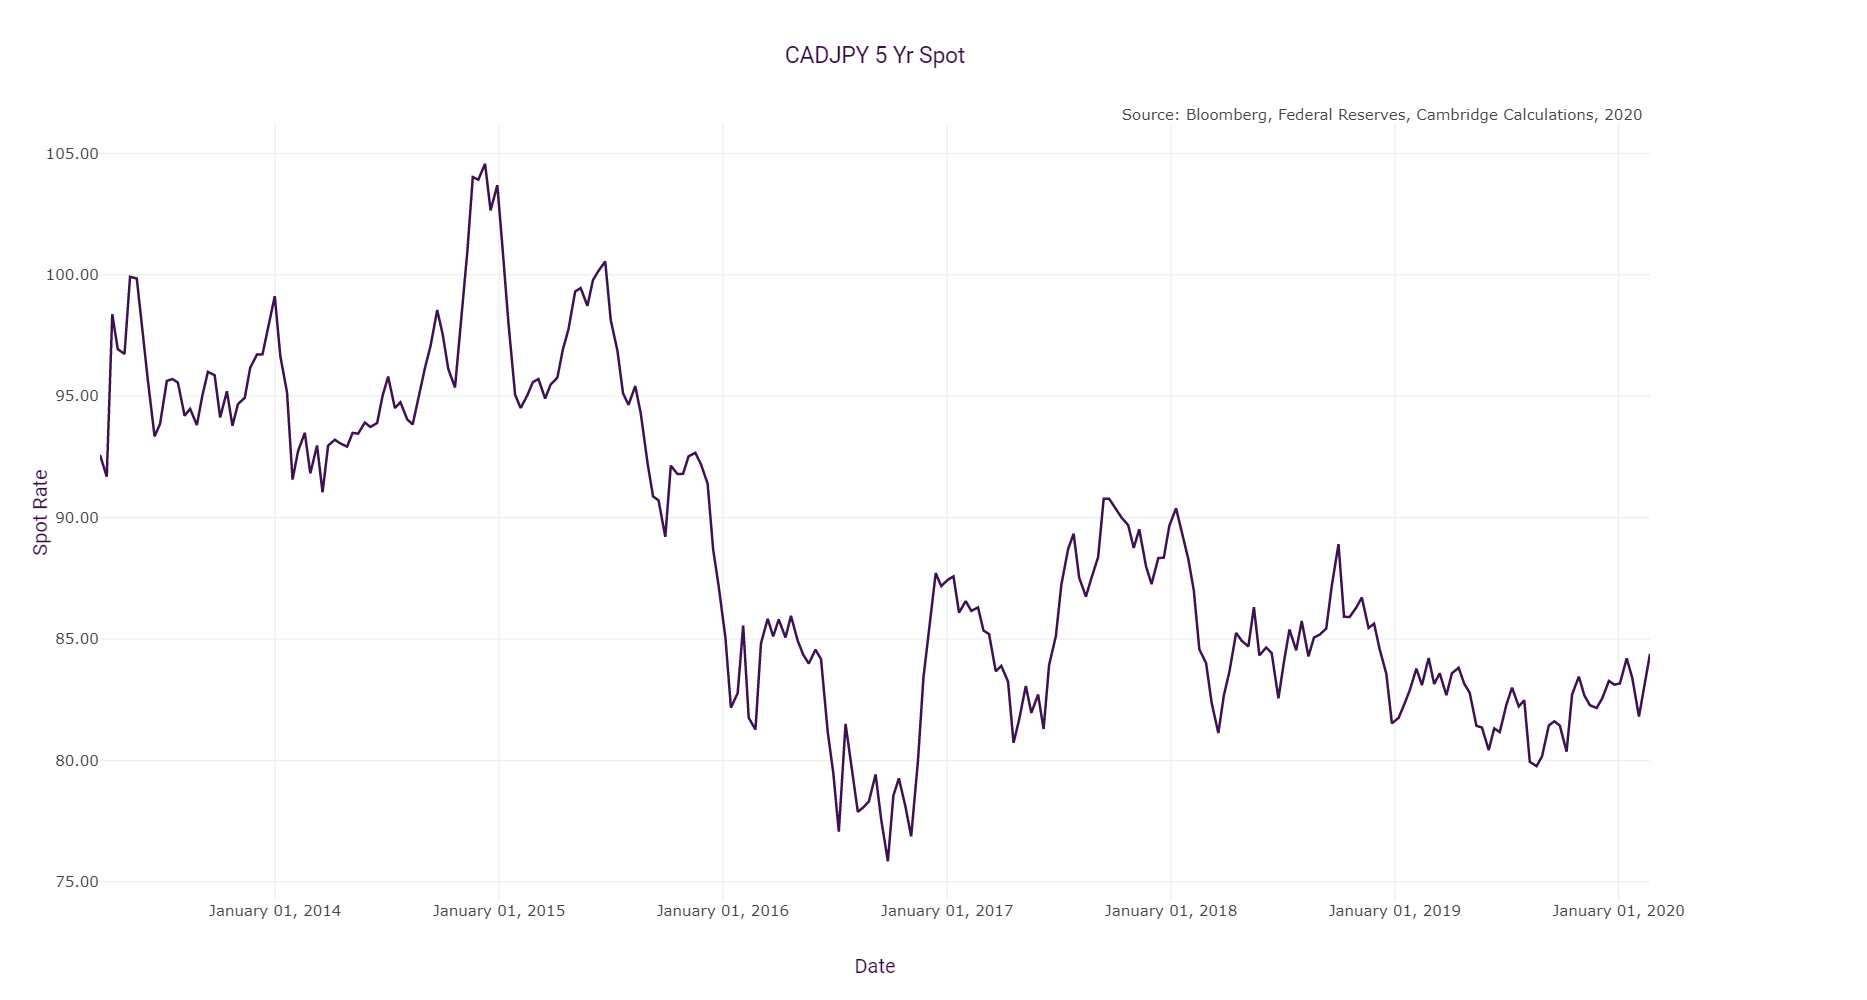 CADJPY 5 Yr Spot
Source: Bloomberg, Federal Reserves, Cambridge Calculations, 2020
105.00
100.00
95.00
90.00
85.00
80.00
75.00
Spot Rate
January 01, 2014
January 01, 2015
January 01, 2016
January 01, 2017
January 01, 2018
January 01, 2019
January 01, 2020
Date